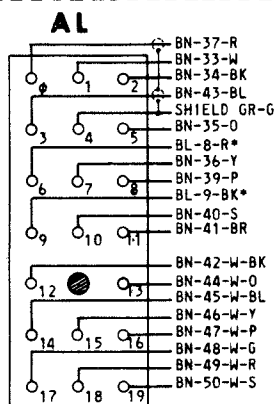 AL
BN-37-R
BN-33-W
BN-34-BK
BN-43-BL
SHIELD GR-G
BN-35-O
BL-8-R*
BN-36-Y
BN-39-P
BL-9-BK*
BN-40-S
BN-41-BR
BN-42-W-BK
BN-44-W-O
BN-45-W-BL
BN-46-W-Y
BN-47-W-P
BN-48-W-G
BN-49-W-R
BN-50-W-S
0 1 2
3 4 5
6 7 8
9 10 11
12 13
14 15 16
17 18 19